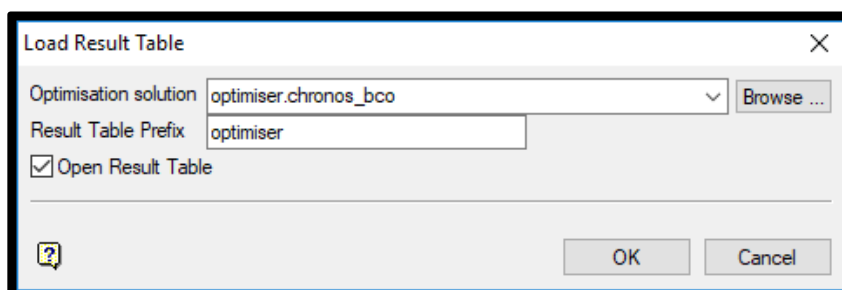 Load Result Table
Optimisation solution optimiser.chronos_bco Browse ...
Result Table Prefix optimiser
Open Result Table
OK Cancel